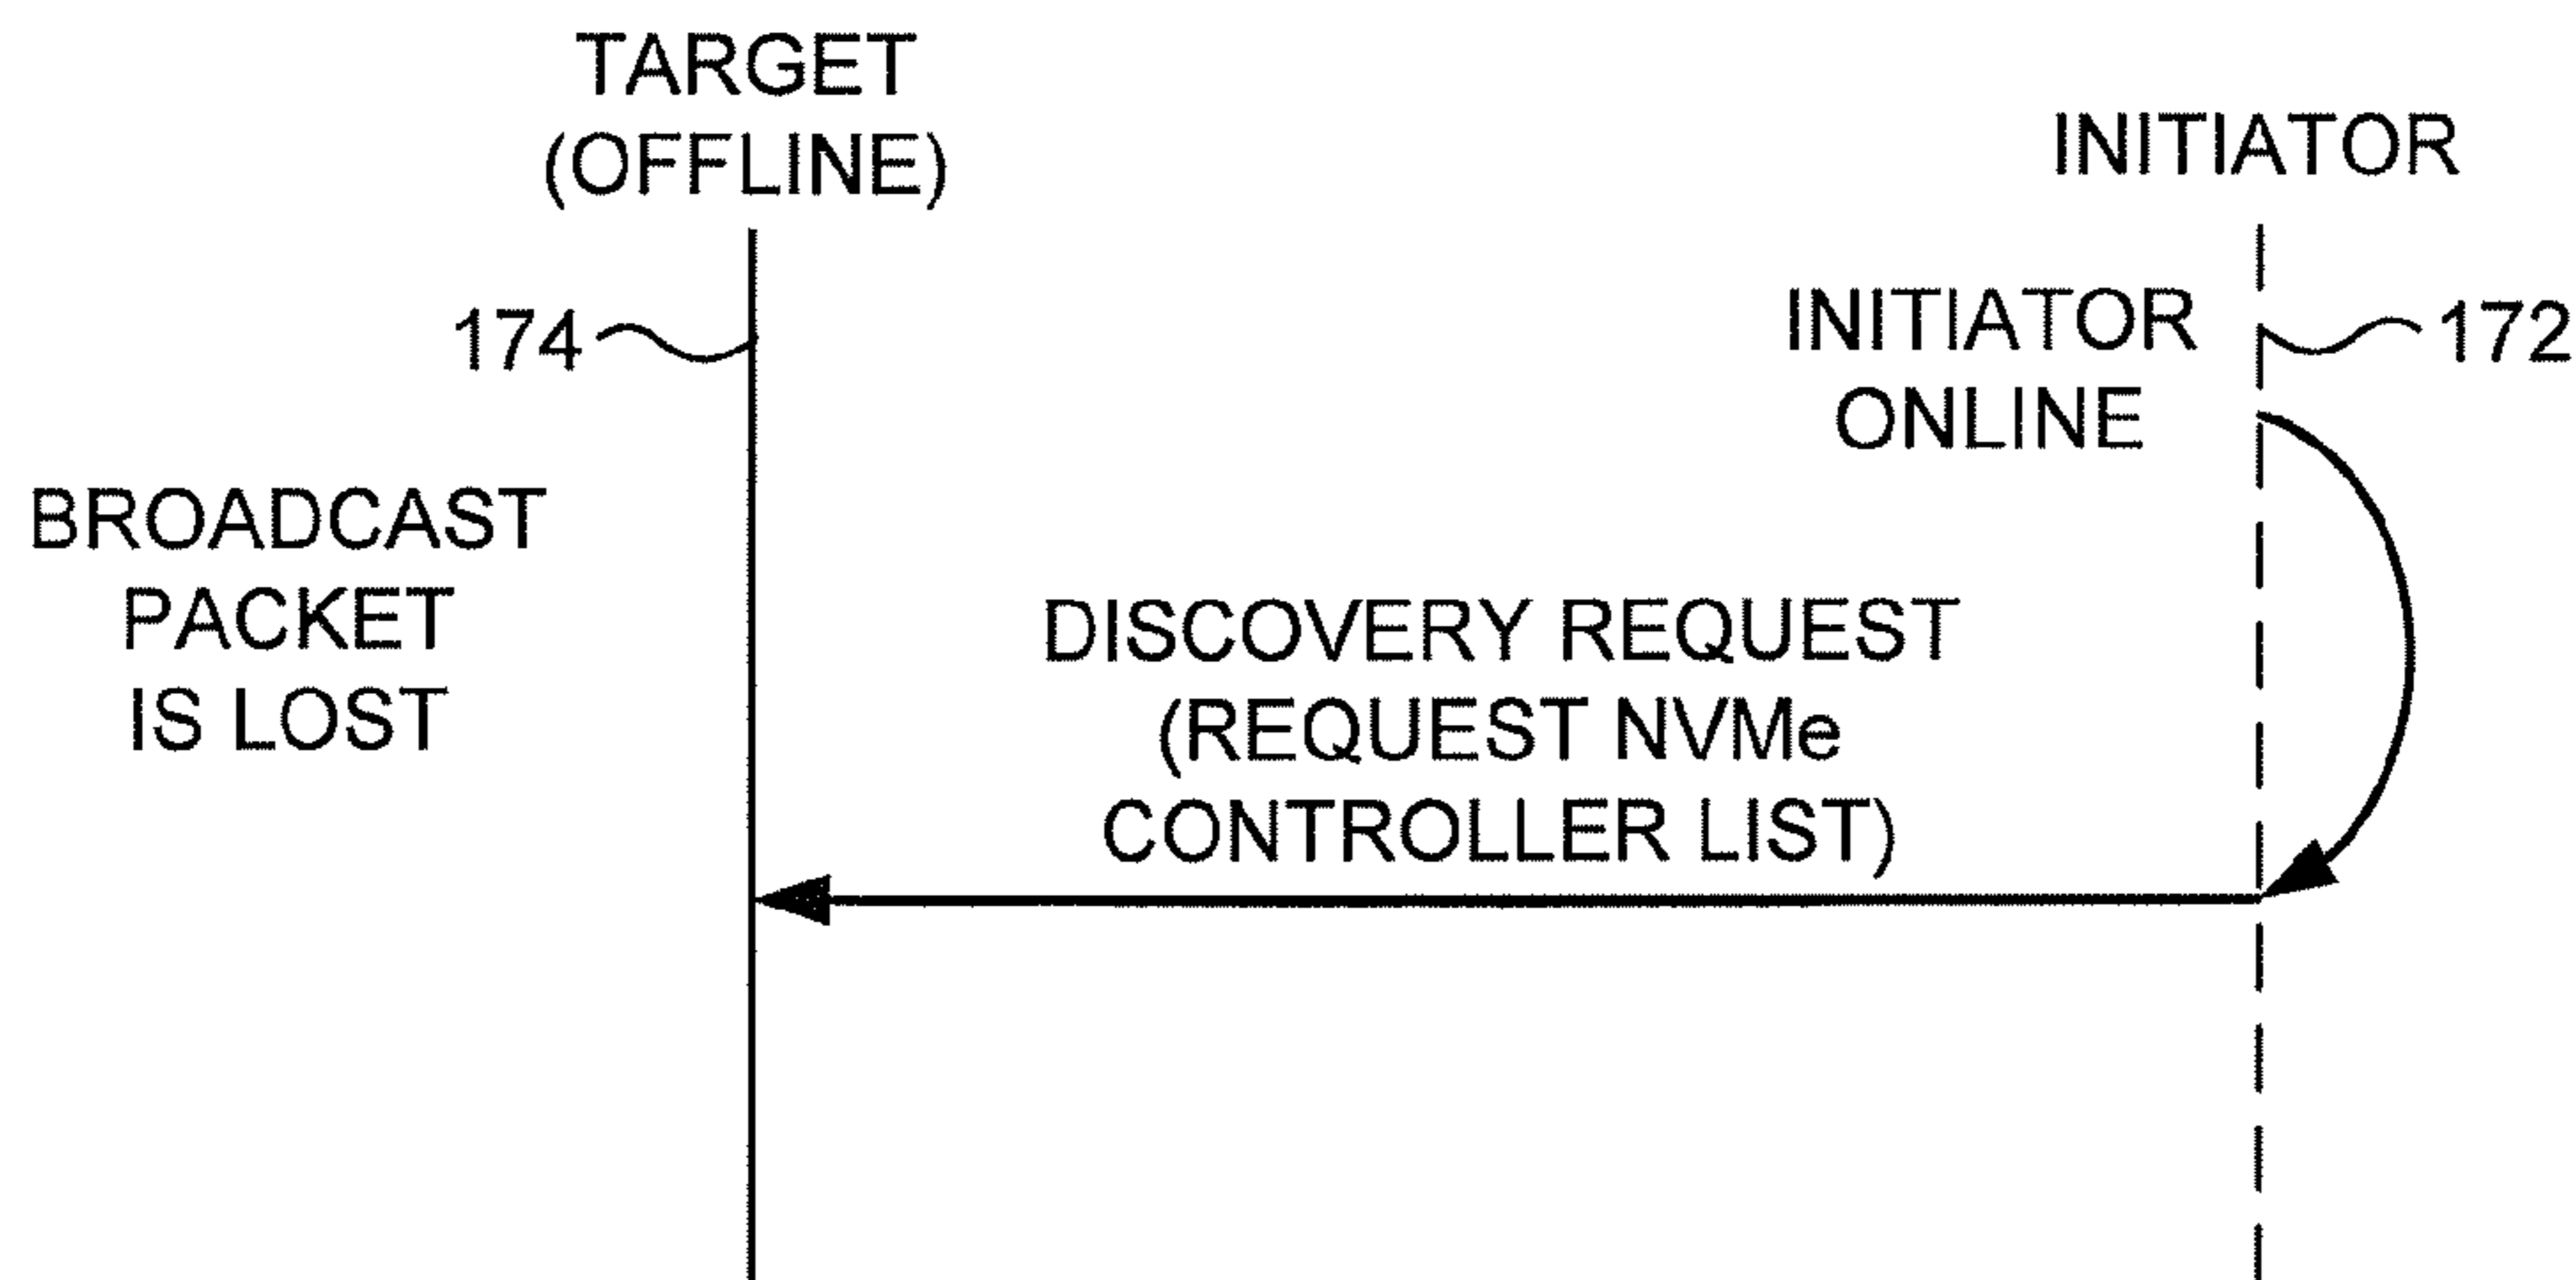 TARGET
(OFFLINE)
INITIATOR
174
INITIATOR
ONLINE
172
BROADCAST
PACKET
IS LOST
DISCOVERY REQUEST
(REQUEST NVMe
CONTROLLER LIST)